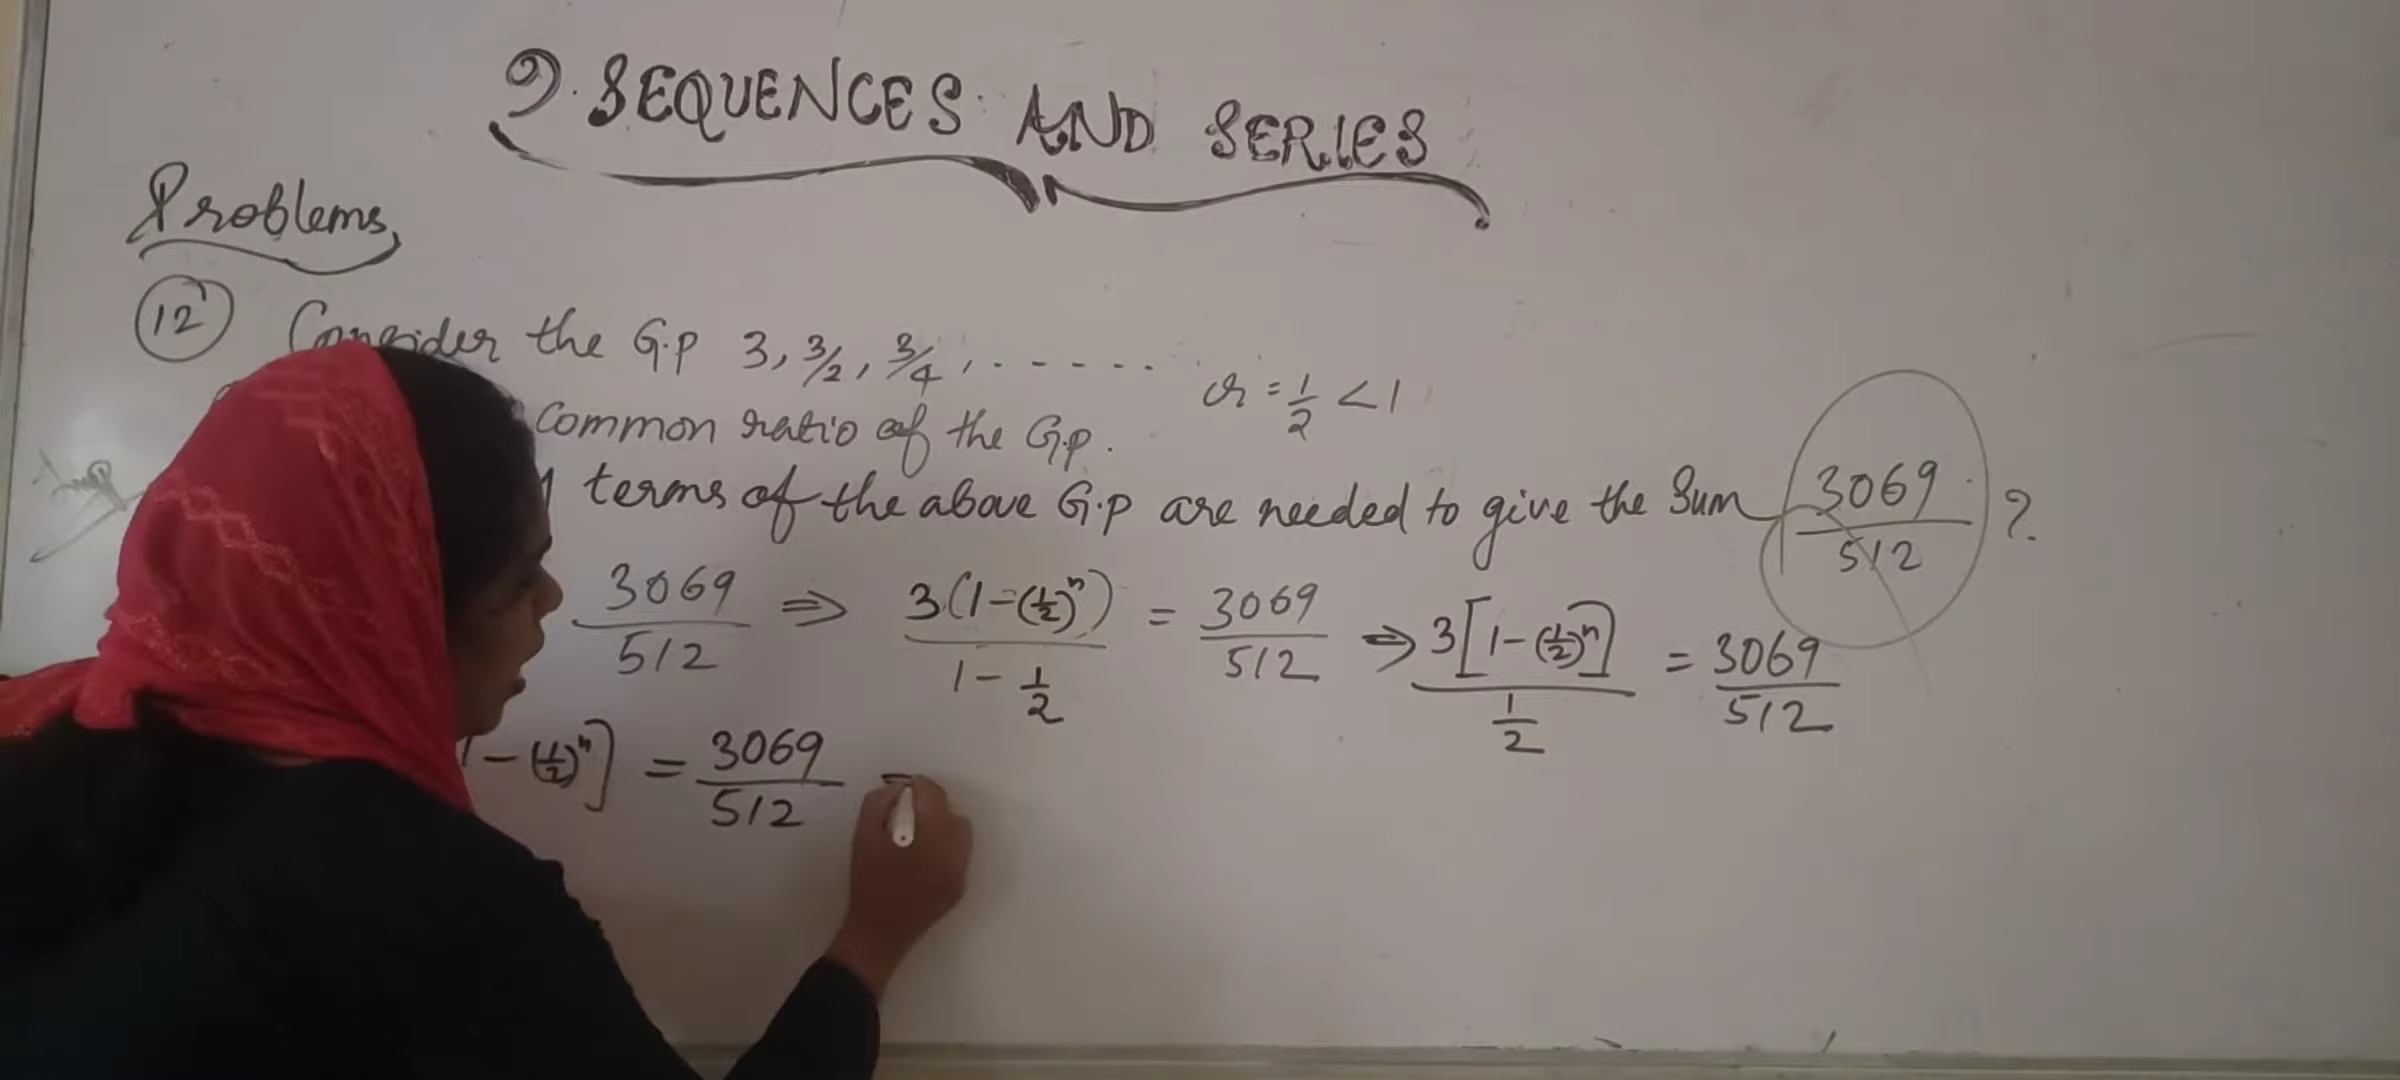 9. SEQUENCES AND SERIES
Problems,
(12) Consider the G.P 3, 3/2, 3/4, . - - - - -
r = 1/2 < 1
common ratio of the G.p.
terms of the above G.p are needed to give the Sum 3069/512 ?
3069/512 ⇒ 3(1-(1/2)^n)/(1 - 1/2) = 3069/512 ⇒ 3[1-(1/2)^n]/(1/2) = 3069/512
1 - (1/2)^n] = 3069/512 =